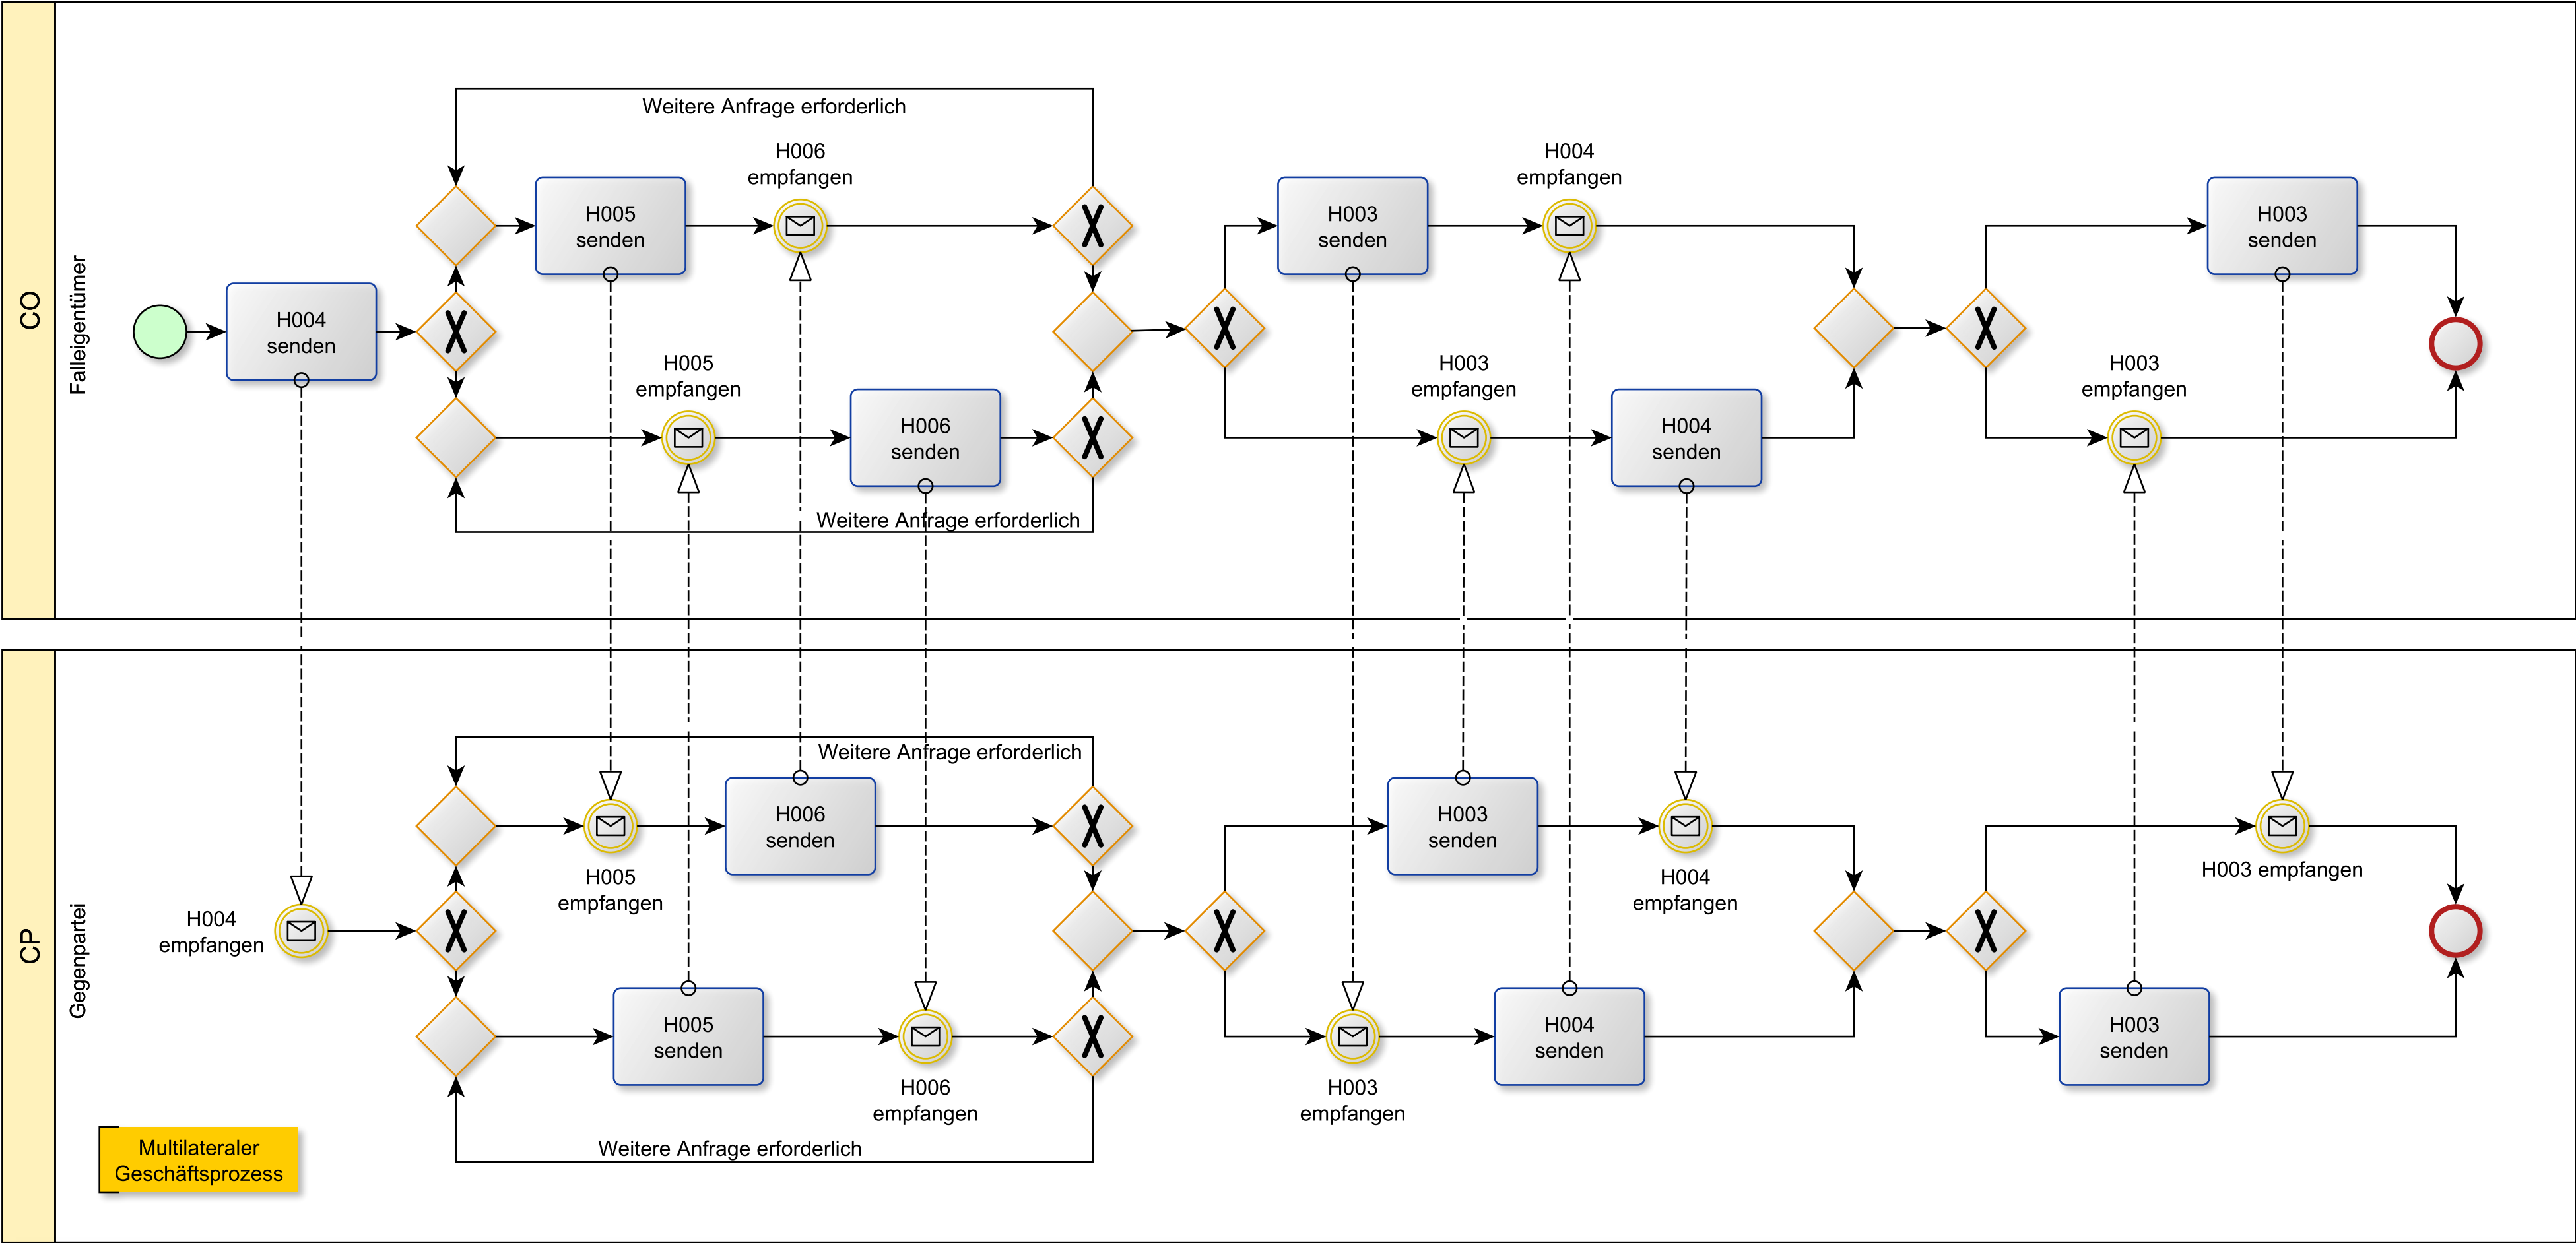 CO
Falleigentümer
Weitere Anfrage erforderlich
H006
empfangen
H004
empfangen
H005
senden
H003
senden
H003
senden
H004
senden
H005
empfangen
H003
empfangen
H003
empfangen
H006
senden
H004
senden
Weitere Anfrage erforderlich
CP
Gegenpartei
Weitere Anfrage erforderlich
H006
senden
H003
senden
H005
empfangen
H004
empfangen
H003 empfangen
H004
empfangen
H005
senden
H004
senden
H003
senden
H006
empfangen
H003
empfangen
Weitere Anfrage erforderlich
Multilateraler
Geschäftsprozess